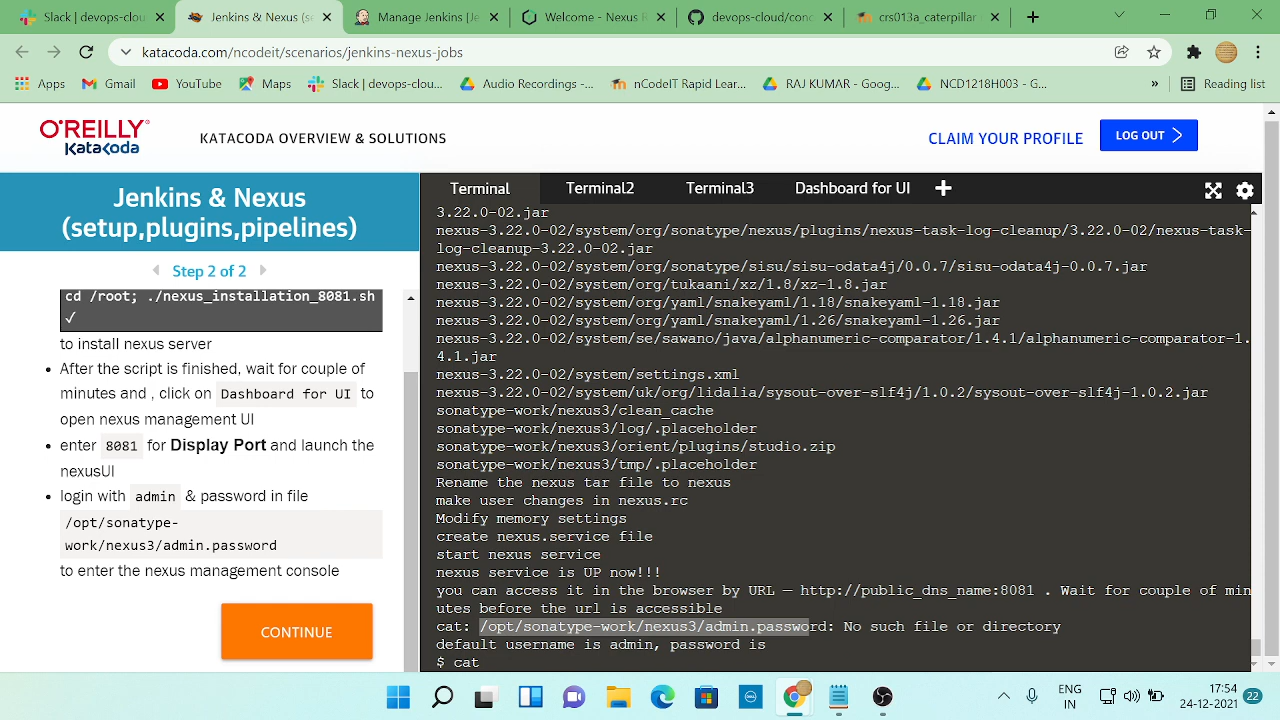 Slack | devops-cloud
Jenkins & Nexus (s
Manage Jenkins [Je
Welcome - Nexus R
devops-cloud/conc
crs013a_caterpillar
katacoda.com/ncodeit/scenarios/jenkins-nexus-jobs
Apps
Gmail
YouTube
Maps
Slack | devops-clou...
Audio Recordings -...
nCodeIT Rapid Lear...
RAJ KUMAR - Goog...
NCD1218H003 - G...
»
Reading list
O'REILLY
Katacoda
KATACODA OVERVIEW & SOLUTIONS
CLAIM YOUR PROFILE
LOG OUT
Jenkins & Nexus
(setup,plugins,pipelines)
Step 2 of 2
cd /root; ./nexus_installation_8081.sh
✓
to install nexus server
• After the script is finished, wait for couple of
minutes and , click on Dashboard for UI to
open nexus management UI
• enter 8081 for Display Port and launch the
nexusUI
• login with admin & password in file
/opt/sonatype-
work/nexus3/admin.password
to enter the nexus management console
CONTINUE
Terminal
Terminal2
Terminal3
Dashboard for UI
3.22.0-02.jar
nexus-3.22.0-02/system/org/sonatype/nexus/plugins/nexus-task-log-cleanup/3.22.0-02/nexus-task-
log-cleanup-3.22.0-02.jar
nexus-3.22.0-02/system/org/sonatype/sisu/sisu-odata4j/0.0.7/sisu-odata4j-0.0.7.jar
nexus-3.22.0-02/system/org/tukaani/xz/1.8/xz-1.8.jar
nexus-3.22.0-02/system/org/yaml/snakeyaml/1.18/snakeyaml-1.18.jar
nexus-3.22.0-02/system/org/yaml/snakeyaml/1.26/snakeyaml-1.26.jar
nexus-3.22.0-02/system/se/sawano/java/alphanumeric-comparator/1.4.1/alphanumeric-comparator-1.
4.1.jar
nexus-3.22.0-02/system/settings.xml
nexus-3.22.0-02/system/uk/org/lidalia/sysout-over-slf4j/1.0.2/sysout-over-slf4j-1.0.2.jar
sonatype-work/nexus3/clean_cache
sonatype-work/nexus3/log/.placeholder
sonatype-work/nexus3/orient/plugins/studio.zip
sonatype-work/nexus3/tmp/.placeholder
Rename the nexus tar file to nexus
make user changes in nexus.rc
Modify memory settings
create nexus.service file
start nexus service
nexus service is UP now!!!
you can access it in the browser by URL — http://public_dns_name:8081 . Wait for couple of min
utes before the url is accessible
cat: /opt/sonatype-work/nexus3/admin.password: No such file or directory
default username is admin, password is
$ cat
ENG
IN
17:54
24-12-2021
22